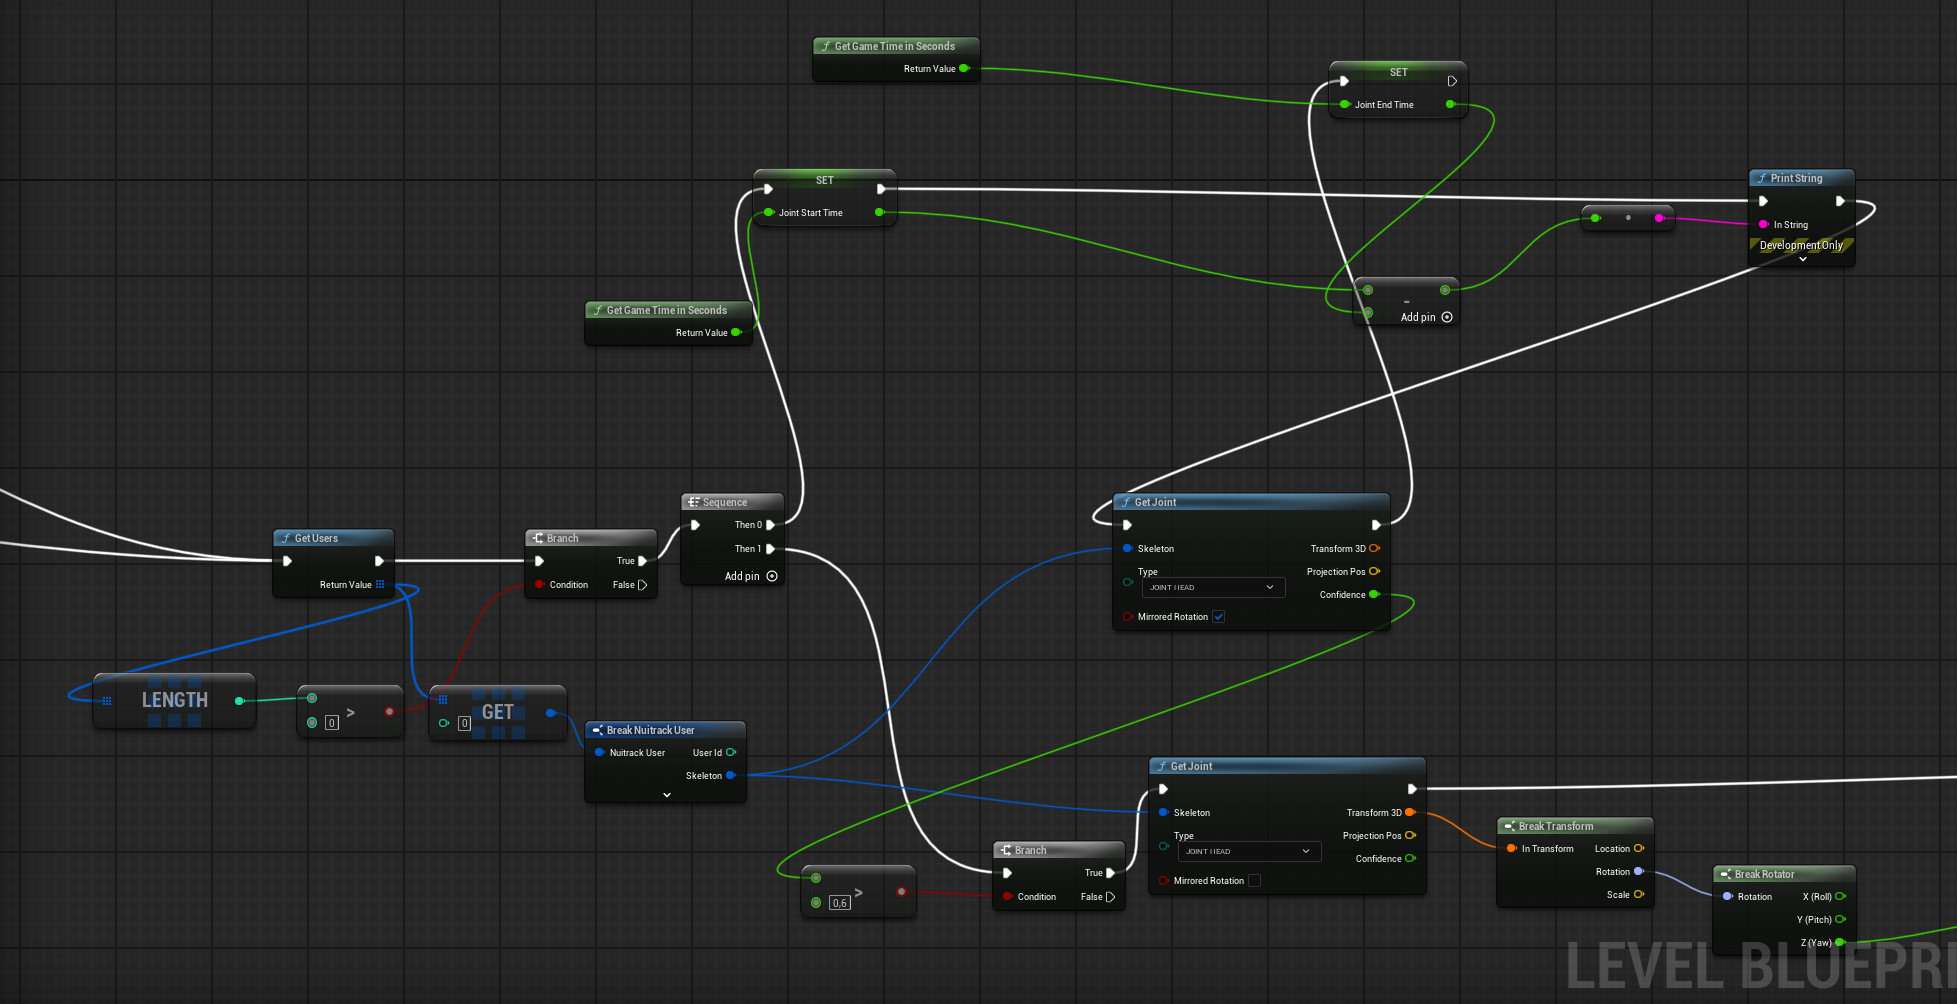 Get Game Time in Seconds
Return Value
SET
Joint End Time
SET
Joint Start Time
Print String
In String
Development Only
-
Add pin
Get Game Time in Seconds
Return Value
Get Users
Return Value
Branch
True
Condition
False
Sequence
Then 0
Then 1
Add pin
Get Joint
Skeleton
Transform 3D
Type
Projection Pos
JOINT HEAD
Confidence
Mirrored Rotation
LENGTH
>
0
GET
0
Break Nuitrack User
Nuitrack User
User Id
Skeleton
Get Joint
Skeleton
Transform 3D
Type
Projection Pos
JOINT HEAD
Confidence
Mirrored Rotation
>
0,6
Branch
True
Condition
False
Break Transform
In Transform
Location
Rotation
Scale
Break Rotator
Rotation
X (Roll)
Y (Pitch)
Z (Yaw)
LEVEL BLUEPRI